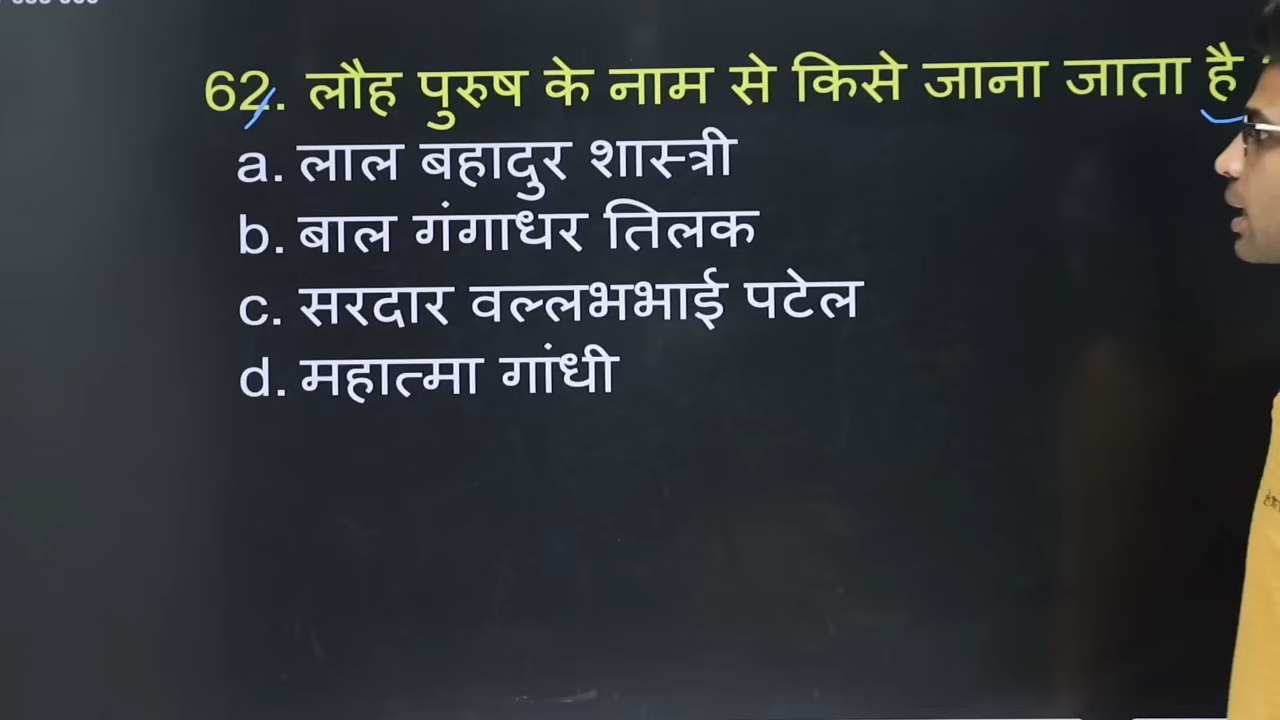 62. लौह पुरुष के नाम से किसे जाना जाता है
a. लाल बहादुर शास्त्री
b. बाल गंगाधर तिलक
c. सरदार वल्लभभाई पटेल
d. महात्मा गांधी